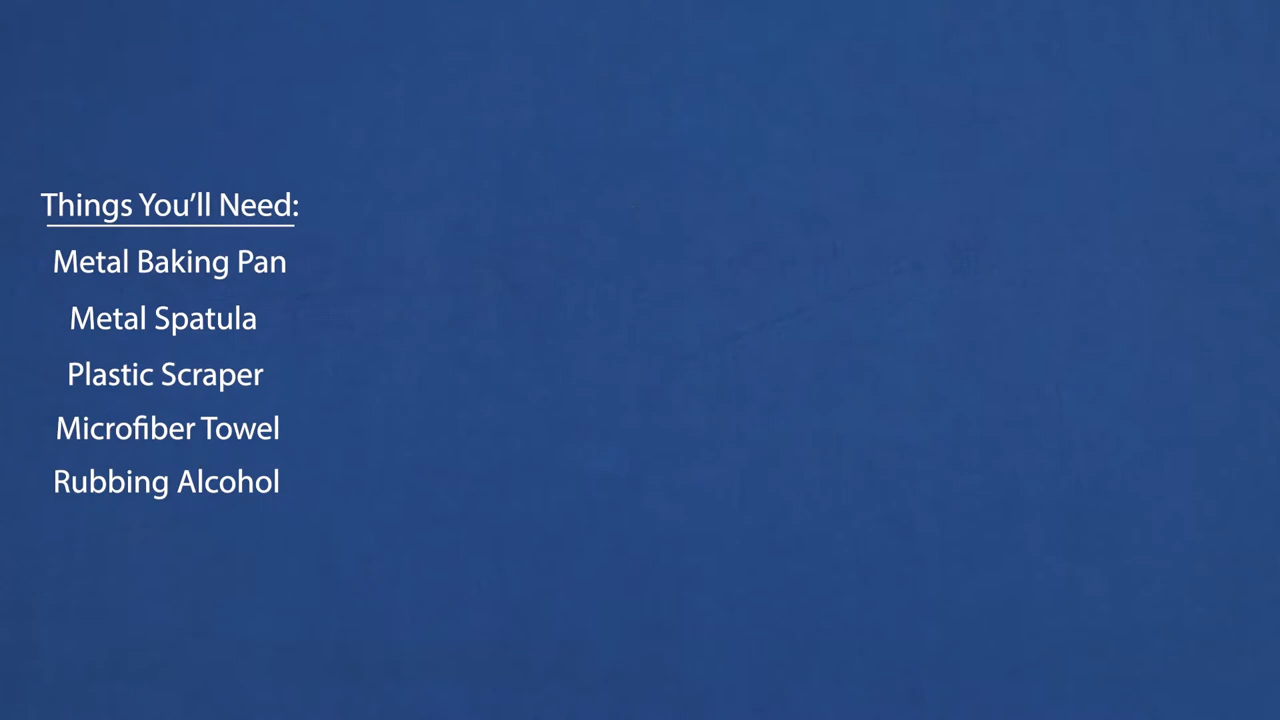 Things You’ll Need:
Metal Baking Pan
Metal Spatula
Plastic Scraper
Microfiber Towel
Rubbing Alcohol